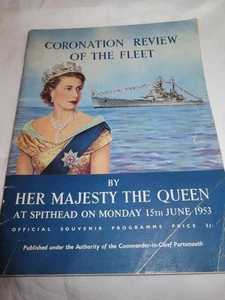 CORONATION REVIEW
OF THE FLEET
BY
HER MAJESTY THE QUEEN
AT SPITHEAD ON MONDAY 15TH JUNE 1953
OFFICIAL SOUVENIR PROGRAMME PRICE 2/-
Published under the Authority of the Commander-in-Chief Portsmouth